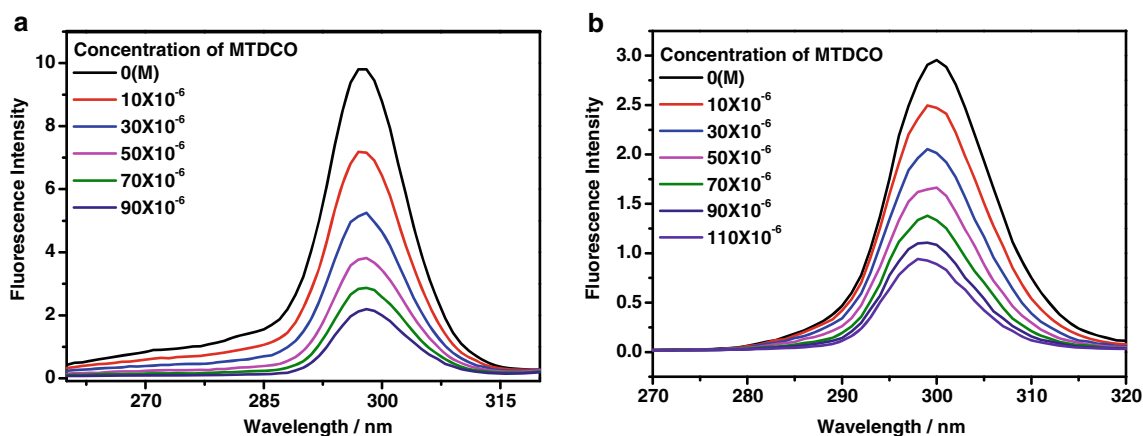 a
Concentration of MTDCO
0(M)
10X10⁻⁶
30X10⁻⁶
50X10⁻⁶
70X10⁻⁶
90X10⁻⁶
Fluorescence Intensity
10
8
6
4
2
0
270
285
300
315
Wavelength / nm
b
Concentration of MTDCO
0(M)
10X10⁻⁶
30X10⁻⁶
50X10⁻⁶
70X10⁻⁶
90X10⁻⁶
110X10⁻⁶
Fluorescence Intensity
3.0
2.5
2.0
1.5
1.0
0.5
0.0
270
280
290
300
310
320
Wavelength / nm